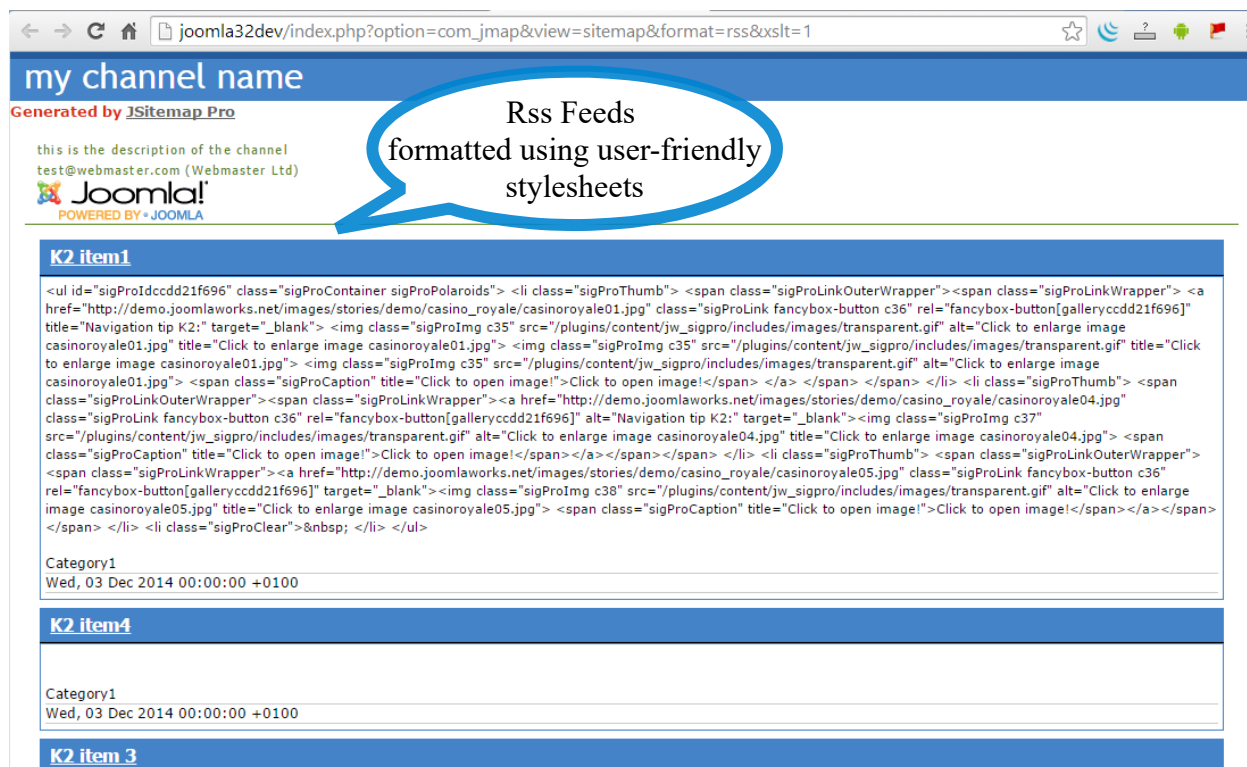 joomla32dev/index.php?option=com_jmap&view=sitemap&format=rss&xslt=1
my channel name
Generated by JSitemap Pro
Rss Feeds
formatted using user-friendly
stylesheets
this is the description of the channel
test@webmaster.com (Webmaster Ltd)
Joomla!
POWERED BY JOOMLA
K2 item1
<ul id="sigProIdccdd21f696" class="sigProContainer sigProPolaroids"> <li class="sigProThumb"> <span class="sigProLinkOuterWrapper"><span class="sigProLinkWrapper"> <a
href="http://demo.joomlaworks.net/images/stories/demo/casino_royale/casinoroyale01.jpg" class="sigProLink fancybox-button c36" rel="fancybox-button[galleryccdd21f696]"
title="Navigation tip K2:" target="_blank"> <img class="sigProImg c35" src="/plugins/content/jw_sigpro/includes/images/transparent.gif" alt="Click to enlarge image
casinoroyale01.jpg" title="Click to enlarge image casinoroyale01.jpg"> <img class="sigProImg c35" src="/plugins/content/jw_sigpro/includes/images/transparent.gif" title="Click
to enlarge image casinoroyale01.jpg"> <img class="sigProImg c35" src="/plugins/content/jw_sigpro/includes/images/transparent.gif" alt="Click to enlarge image
casinoroyale01.jpg"> <span class="sigProCaption" title="Click to open image!">Click to open image!</span> </a> </span> </span> </li> <li class="sigProThumb"> <span
class="sigProLinkOuterWrapper"><span class="sigProLinkWrapper"><a href="http://demo.joomlaworks.net/images/stories/demo/casino_royale/casinoroyale04.jpg"
class="sigProLink fancybox-button c36" rel="fancybox-button[galleryccdd21f696]" alt="Navigation tip K2:" target="_blank"><img class="sigProImg c37"
src="/plugins/content/jw_sigpro/includes/images/transparent.gif" alt="Click to enlarge image casinoroyale04.jpg" title="Click to enlarge image casinoroyale04.jpg"> <span
class="sigProCaption" title="Click to open image!">Click to open image!</span></a></span></span> </li> <li class="sigProThumb"> <span class="sigProLinkOuterWrapper">
<span class="sigProLinkWrapper"><a href="http://demo.joomlaworks.net/images/stories/demo/casino_royale/casinoroyale05.jpg" class="sigProLink fancybox-button c36"
rel="fancybox-button[galleryccdd21f696]" target="_blank"><img class="sigProImg c38" src="/plugins/content/jw_sigpro/includes/images/transparent.gif" alt="Click to enlarge
image casinoroyale05.jpg" title="Click to enlarge image casinoroyale05.jpg"> <span class="sigProCaption" title="Click to open image!">Click to open image!</span></a></span>
</span> </li> <li class="sigProClear">&nbsp; </li> </ul>
Category1
Wed, 03 Dec 2014 00:00:00 +0100
K2 item4
Category1
Wed, 03 Dec 2014 00:00:00 +0100
K2 item 3